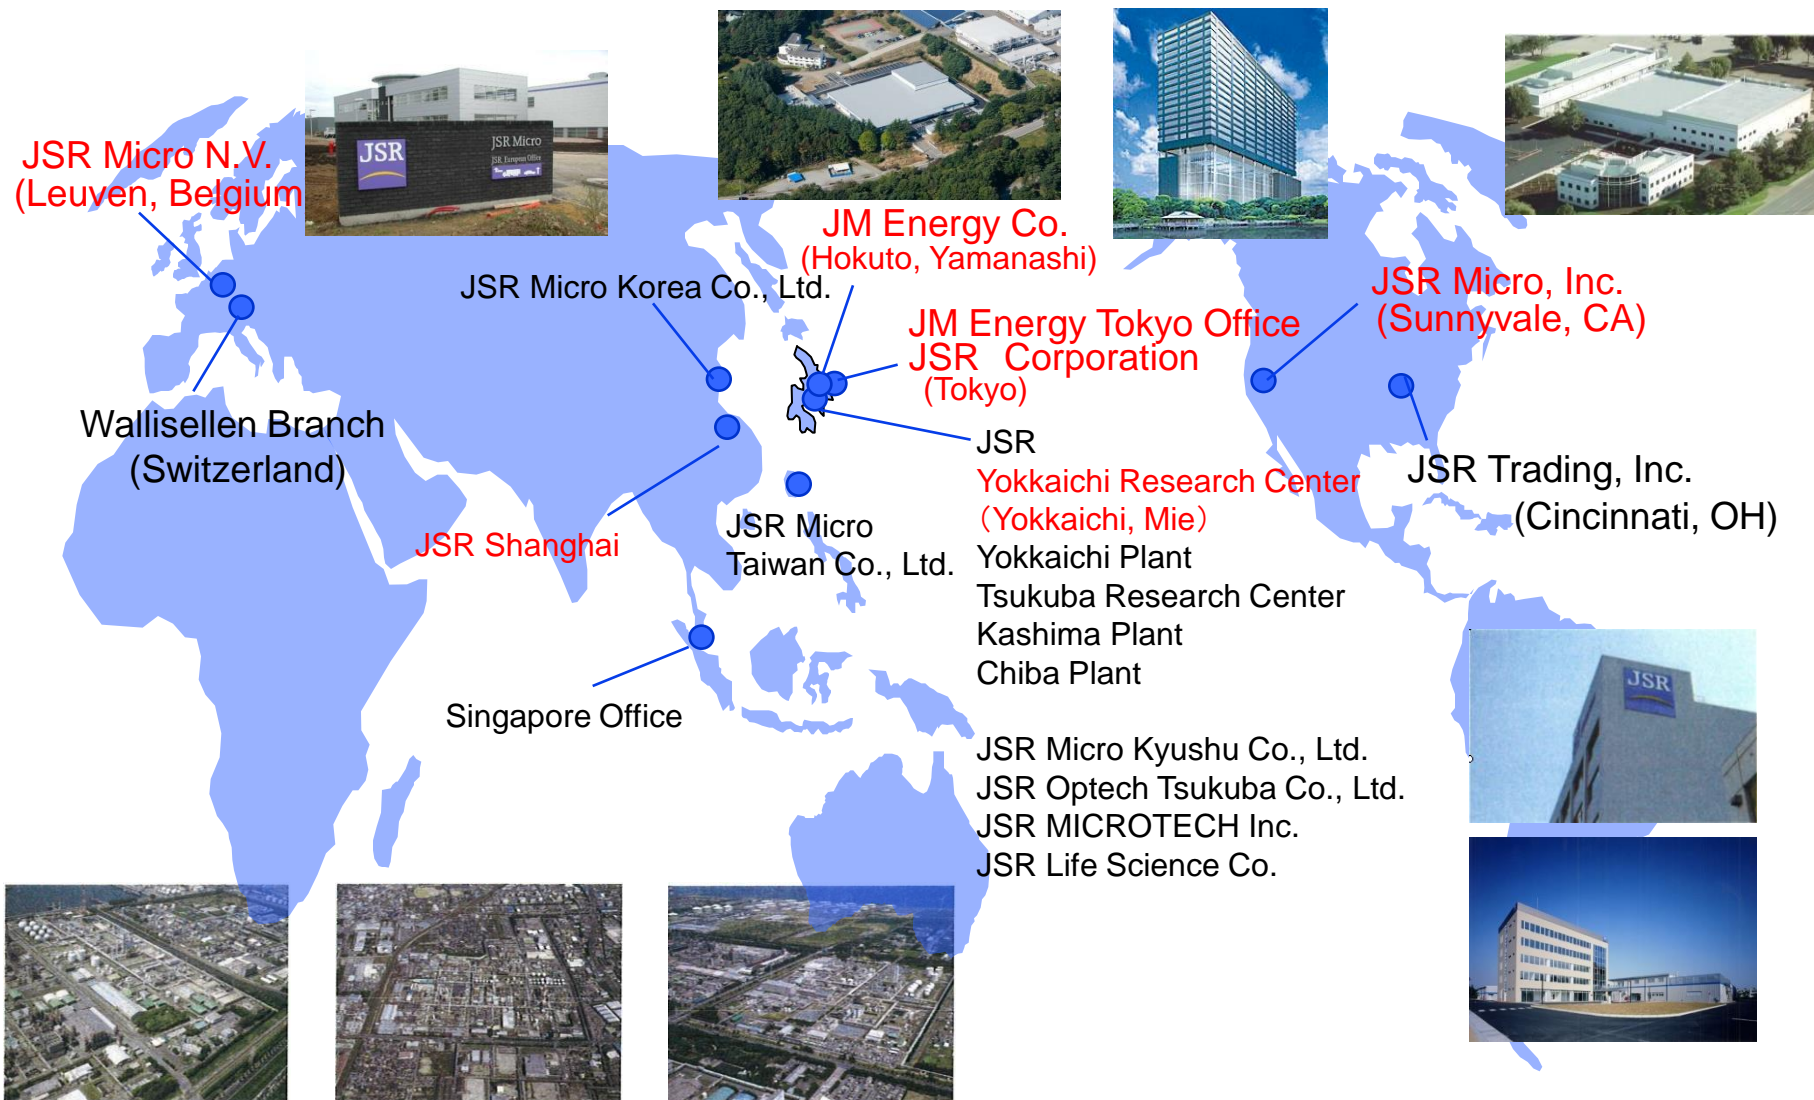 JSR Micro N.V.
(Leuven, Belgium
JSR
JSR Micro
JSR European Office
JM Energy Co.
(Hokuto, Yamanashi)
JSR Micro Korea Co., Ltd.
JM Energy Tokyo Office
JSR Corporation
(Tokyo)
JSR Micro, Inc.
(Sunnyvale, CA)
Wallisellen Branch
(Switzerland)
JSR Shanghai
JSR Micro
Taiwan Co., Ltd.
Singapore Office
JSR
Yokkaichi Research Center
（Yokkaichi, Mie）
Yokkaichi Plant
Tsukuba Research Center
Kashima Plant
Chiba Plant
JSR Micro Kyushu Co., Ltd.
JSR Optech Tsukuba Co., Ltd.
JSR MICROTECH Inc.
JSR Life Science Co.
JSR Trading, Inc.
(Cincinnati, OH)
JSR